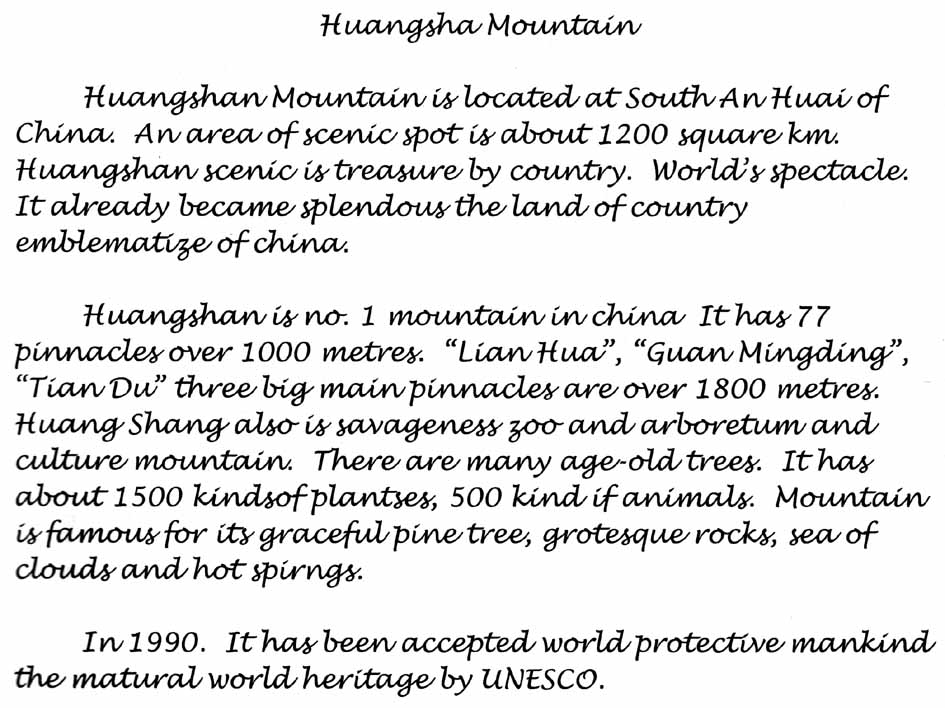 Huangsha Mountain
Huangshan Mountain is located at South An Huai of
China. An area of scenic spot is about 1200 square km.
Huangshan scenic is treasure by country. World's spectacle.
It already became splendous the land of country
emblematize of china.
Huangshan is no. 1 mountain in china It has 77
pinnacles over 1000 metres. "Lian Hua", "Guan Mingding",
"Tian Du" three big main pinnacles are over 1800 metres.
Huang Shang also is savageness zoo and arboretum and
culture mountain. There are many age-old trees. It has
about 1500 kindsof plantses, 500 kind if animals. Mountain
is famous for its graceful pine tree, grotesque rocks, sea of
clouds and hot spirngs.
In 1990. It has been accepted world protective mankind
the matural world heritage by UNESCO.